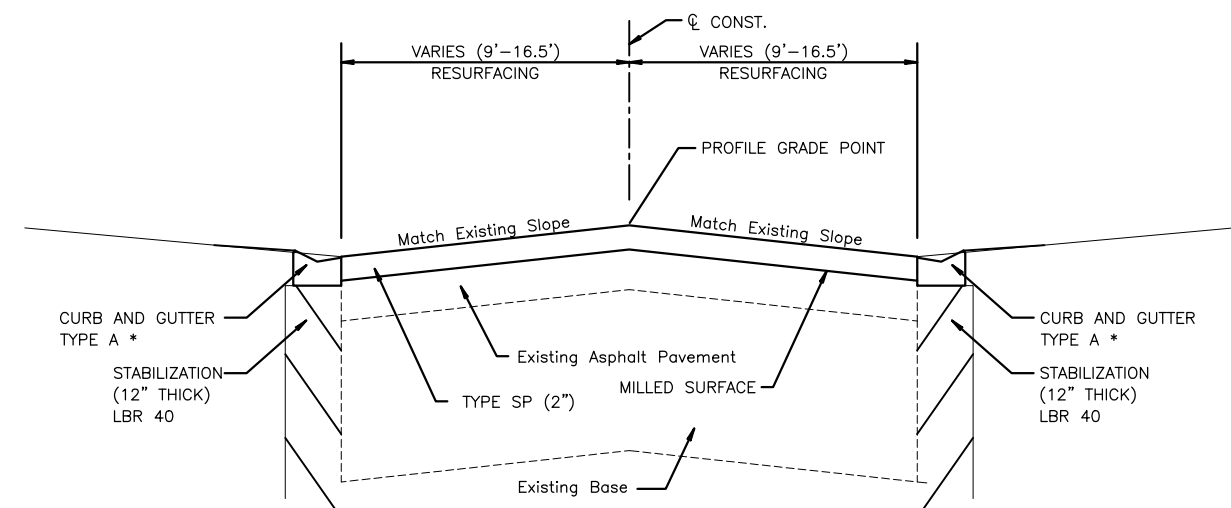 ℄ CONST.
VARIES (9'-16.5')
RESURFACING
VARIES (9'-16.5')
RESURFACING
PROFILE GRADE POINT
Match Existing Slope
Match Existing Slope
CURB AND GUTTER
TYPE A *
CURB AND GUTTER
TYPE A *
Existing Asphalt Pavement
STABILIZATION
(12" THICK)
LBR 40
MILLED SURFACE
STABILIZATION
(12" THICK)
LBR 40
TYPE SP (2")
Existing Base